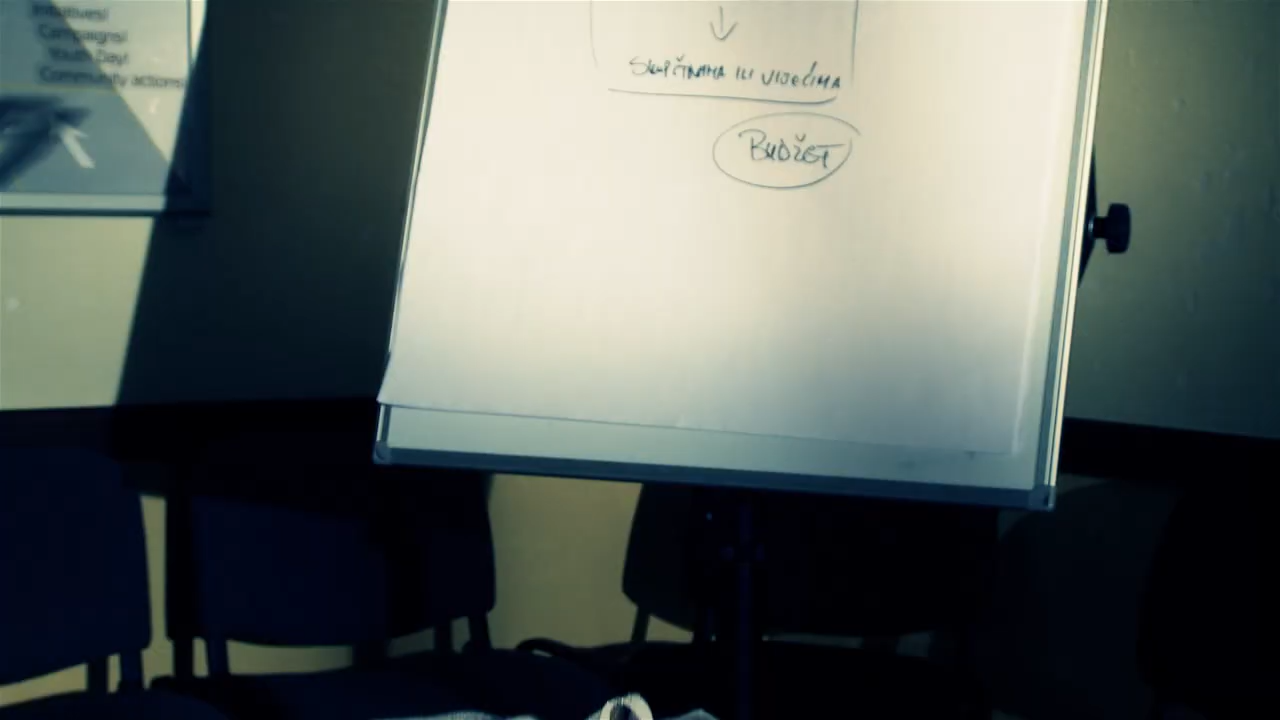 Initiatives!
Campaigns!
Youth Day!
Community actions!
SKUPŠTINAMA ILI VIJEĆIMA
BUDŽET